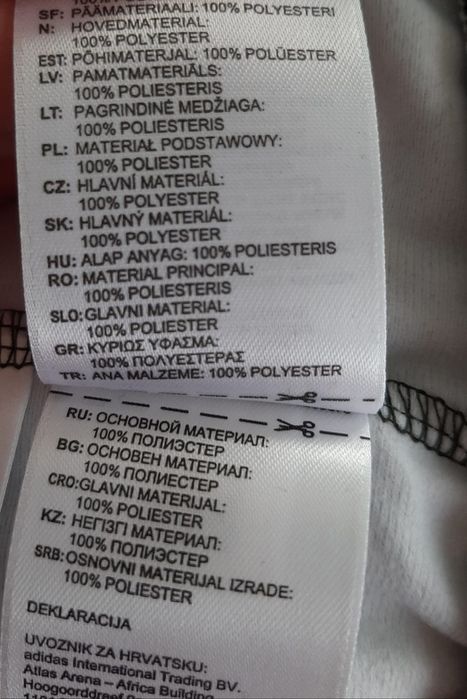 SF: PÄÄMATERIAALI: 100% POLYESTERI
N: HOVEDMATERIAL:
100% POLYESTER
EST: PÕHIMATERJAL: 100% POLÜESTER
LV: PAMATMATERIĀLS:
100% POLIESTERIS
LT: PAGRINDINĖ MEDŽIAGA:
100% POLIESTERIS
PL: MATERIAŁ PODSTAWOWY:
100% POLIESTER
CZ: HLAVNÍ MATERIÁL:
100% POLYESTER
SK: HLAVNÝ MATERIÁL:
100% POLYESTER
HU: ALAP ANYAG: 100% POLIESTERIS
RO: MATERIAL PRINCIPAL:
100% POLIESTERIS
SLO: GLAVNI MATERIAL:
100% POLIESTER
GR: ΚΥΡΙΟΣ ΥΦΑΣΜΑ:
100% ΠΟΛΥΕΣΤΕΡΑΣ
TR: ANA MALZEME: 100% POLYESTER
RU: ОСНОВНОЙ МАТЕРИАЛ:
100% ПОЛИЭСТЕР
BG: ОСНОВЕН МАТЕРИАЛ:
100% ПОЛИЕСТЕР
CRO: GLAVNI MATERIJAL:
100% POLIESTER
KZ: НЕГІЗГІ МАТЕРИАЛ:
100% ПОЛИЭСТЕР
SRB: OSNOVNI MATERIJAL IZRADE:
100% POLIESTER
DEKLARACIJA
UVOZNIK ZA HRVATSKU:
adidas International Trading BV.
Atlas Arena – Africa Building